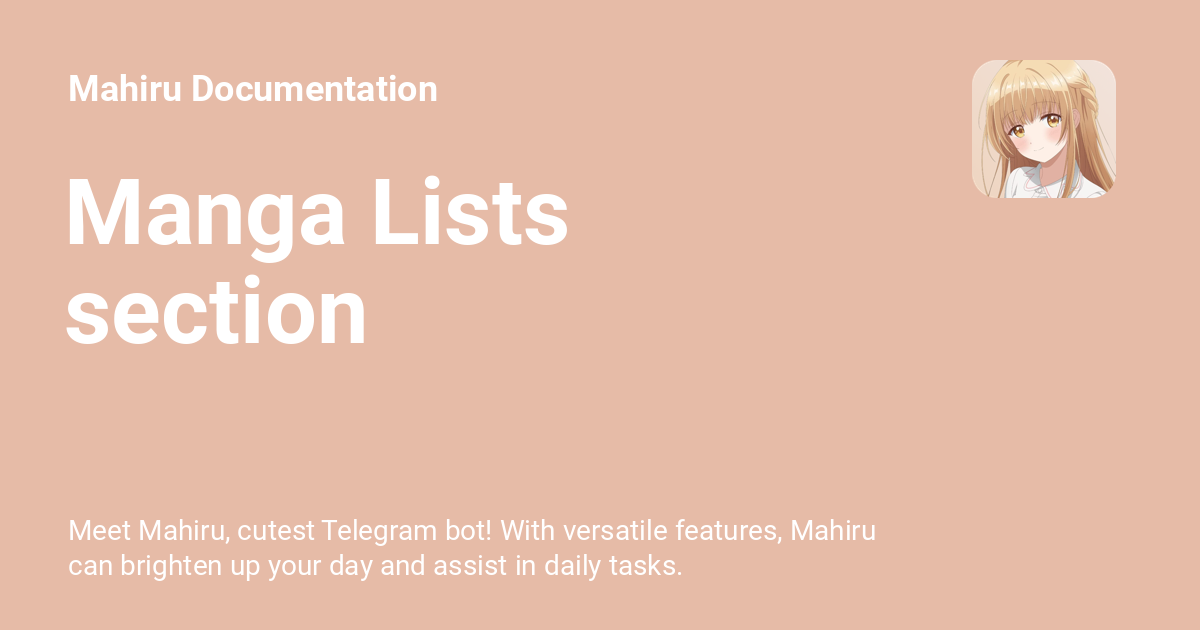 Mahiru Documentation
Manga Lists
section
Meet Mahiru, cutest Telegram bot! With versatile features, Mahiru
can brighten up your day and assist in daily tasks.